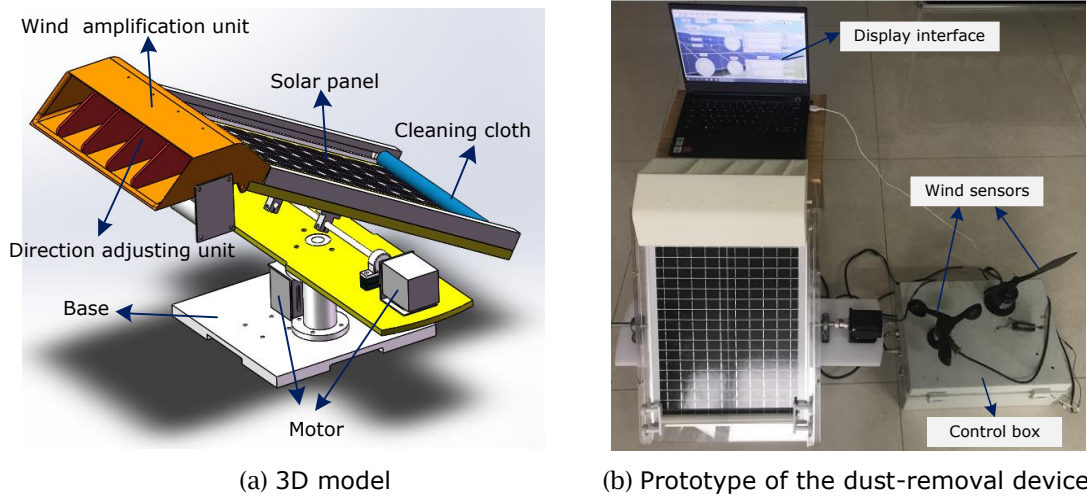 Wind amplification unit
Solar panel
Cleaning cloth
Direction adjusting unit
Base
Motor
(a) 3D model
Display interface
Wind sensors
Control box
(b) Prototype of the dust-removal device